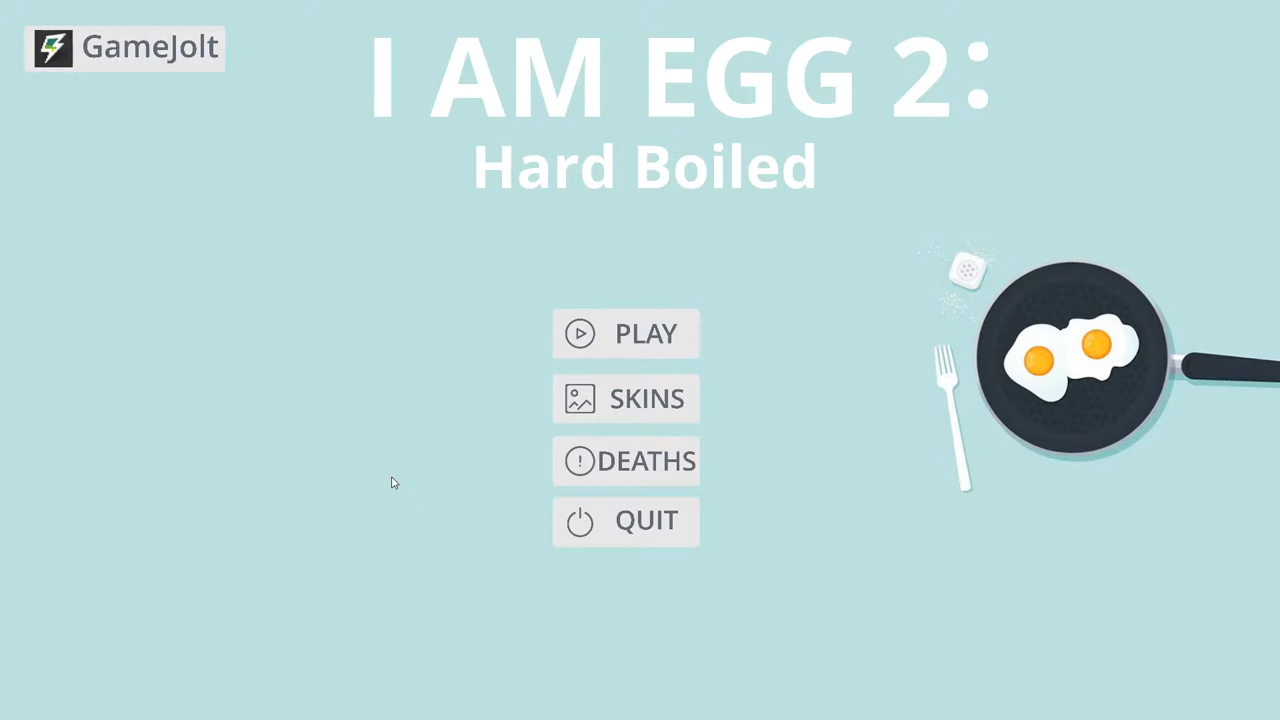 GameJolt
I AM EGG 2:
Hard Boiled
PLAY
SKINS
DEATHS
QUIT